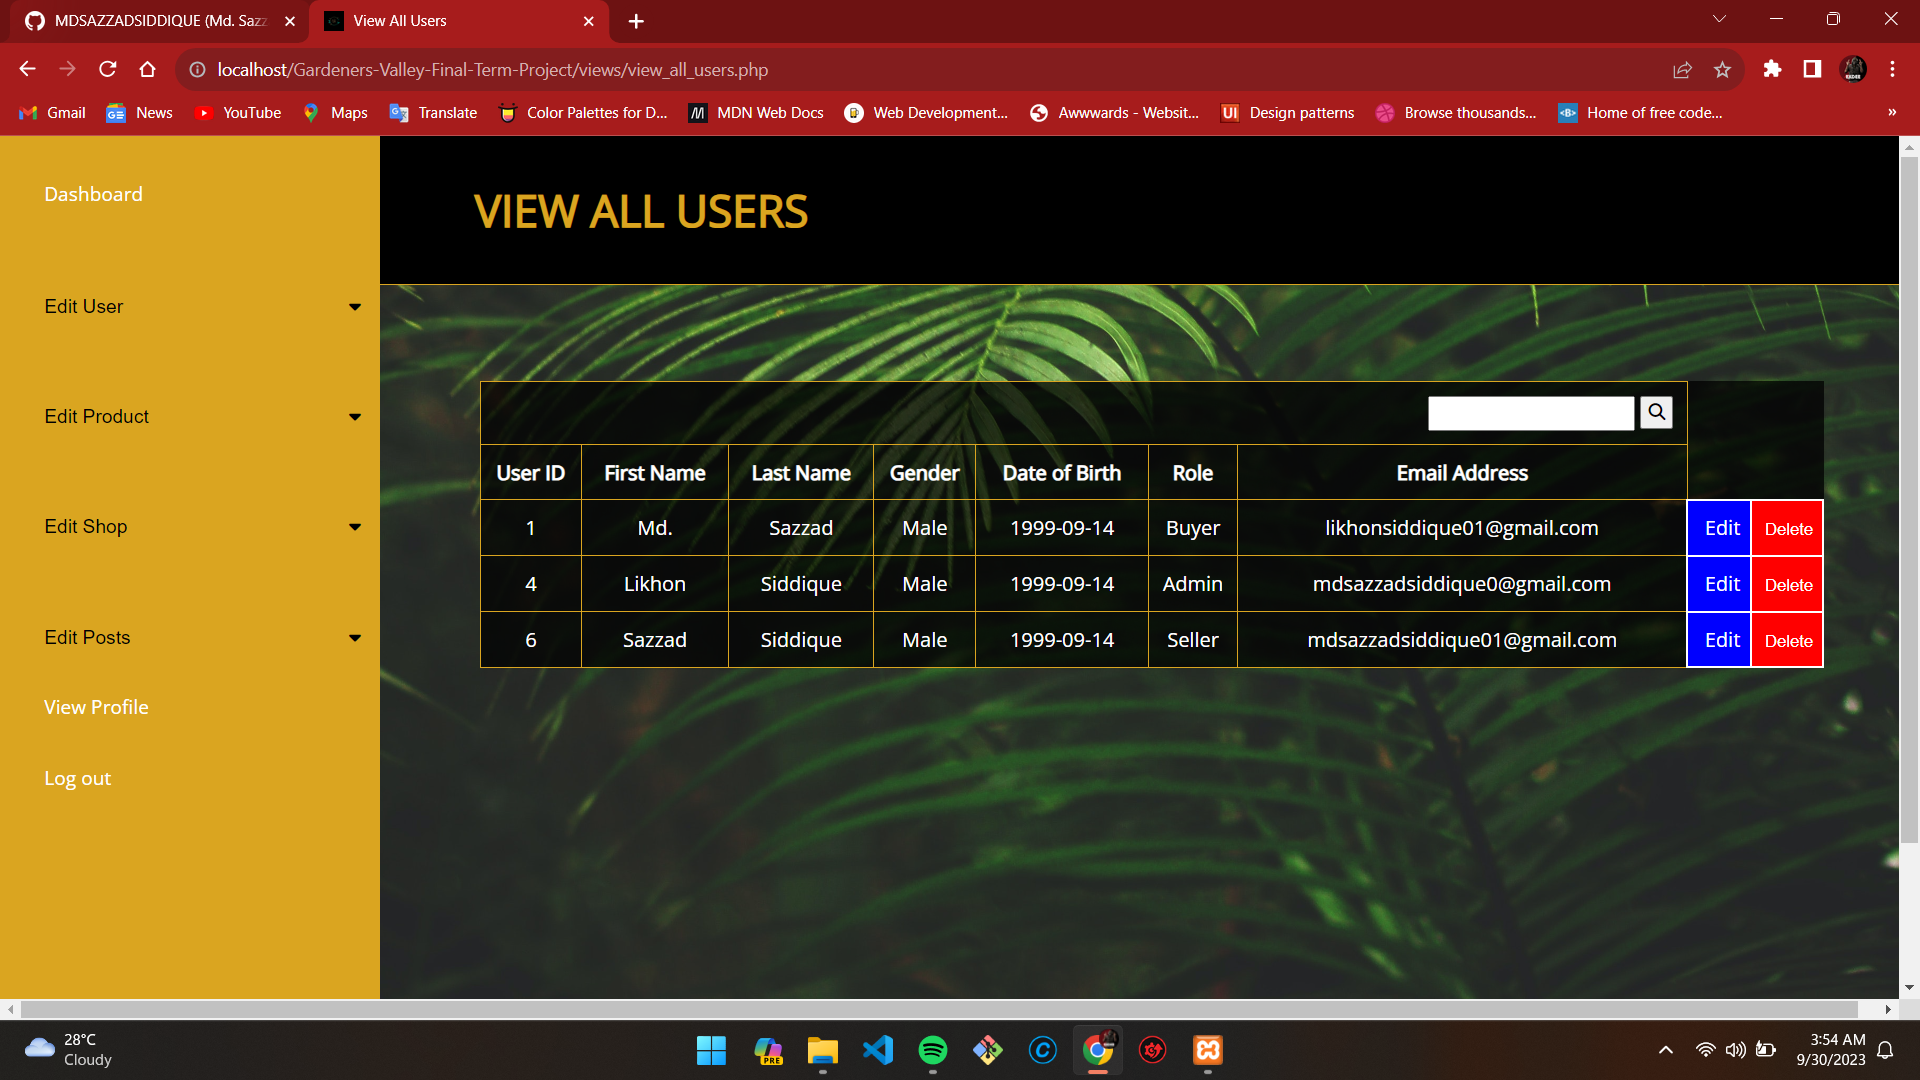 MDSAZZADSIDDIQUE (Md. Sazz
View All Users
localhost/Gardeners-Valley-Final-Term-Project/views/view_all_users.php
Gmail
News
YouTube
Maps
Translate
Color Palettes for D...
MDN Web Docs
Web Development...
Awwwards - Websit...
UI Design patterns
Browse thousands...
Home of free code...
»
Dashboard
Edit User
Edit Product
Edit Shop
Edit Posts
View Profile
Log out
VIEW ALL USERS
User ID First Name Last Name Gender Date of Birth Role Email Address
1 Md. Sazzad Male 1999-09-14 Buyer likhonsiddique01@gmail.com Edit Delete
4 Likhon Siddique Male 1999-09-14 Admin mdsazzadsiddique0@gmail.com Edit Delete
6 Sazzad Siddique Male 1999-09-14 Seller mdsazzadsiddique01@gmail.com Edit Delete
28°C
Cloudy
PRE
3:54 AM
9/30/2023